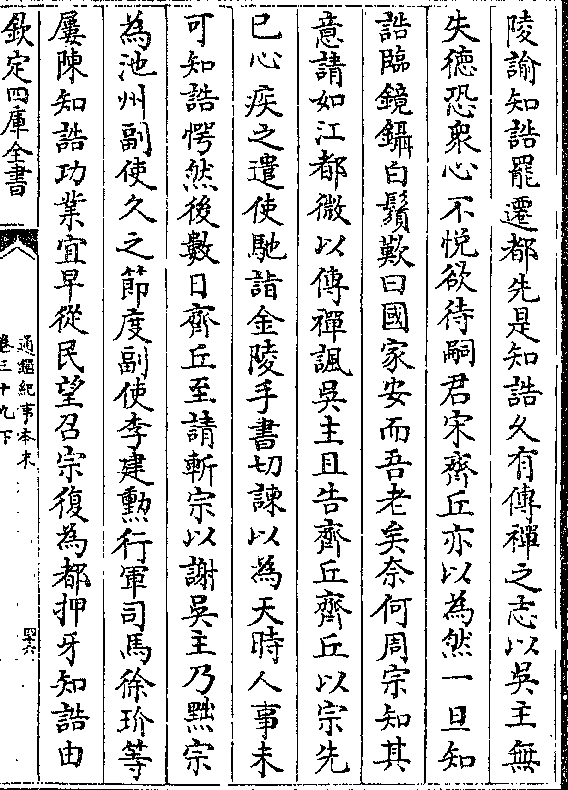 陵諭知誥罷遷都先是知誥久有傳禪之志以吳主無
失徳恐衆心不悦欲待嗣君宋齊丘亦以為然一旦知
誥臨鏡鑷白鬚歎曰國家安而吾老矣奈何周宗知其
意請如江都微以傳禪諷吳主且告齊丘齊丘以宗先
已心疾之遣使馳詣金陵手書切諫以為天時人事未
可知誥愕然後數日齊丘至請斬宗以謝吳主乃黜宗
為池州副使久之節度副使李建勲行軍司馬徐玠等
屢陳知誥功業宜早從民望召宗復為都押牙知誥由
欽定四庫全書
通鑑紀事本末
卷三十九下
四六